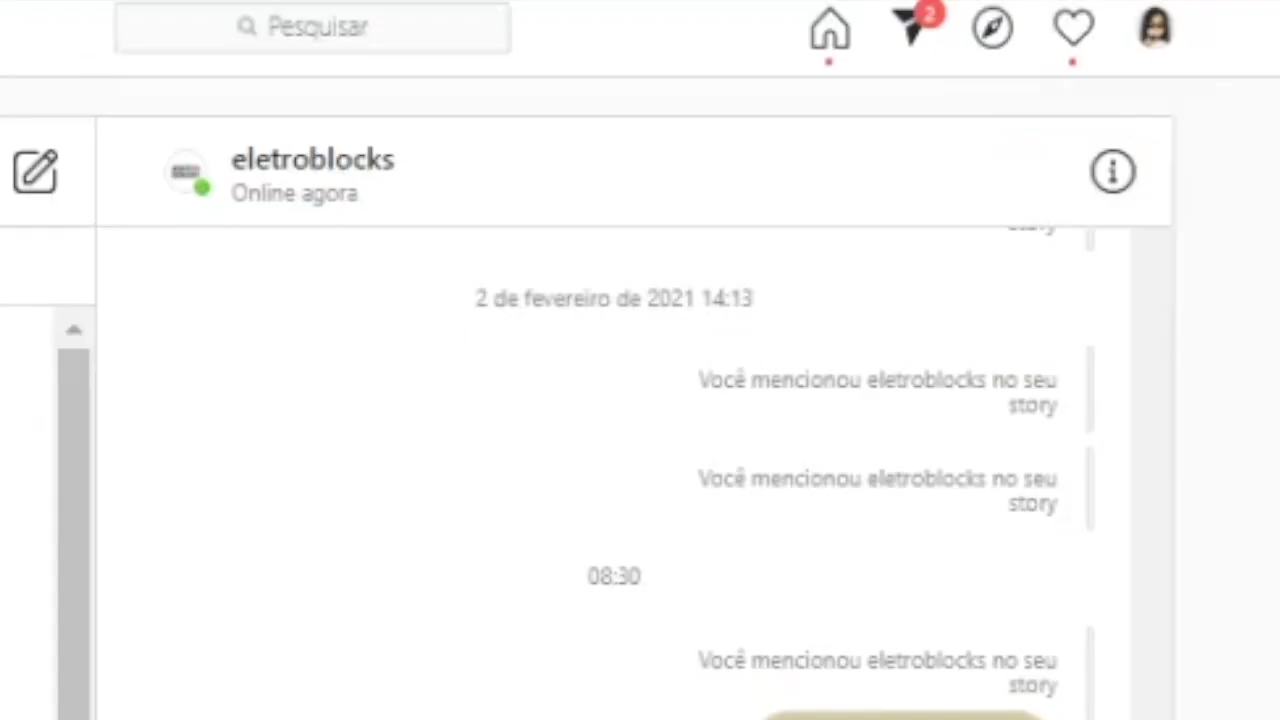 Pesquisar
2
eletroblocks
Online agora
story
2 de fevereiro de 2021 14:13
Você mencionou eletroblocks no seu
story
Você mencionou eletroblocks no seu
story
08:30
Você mencionou eletroblocks no seu
story